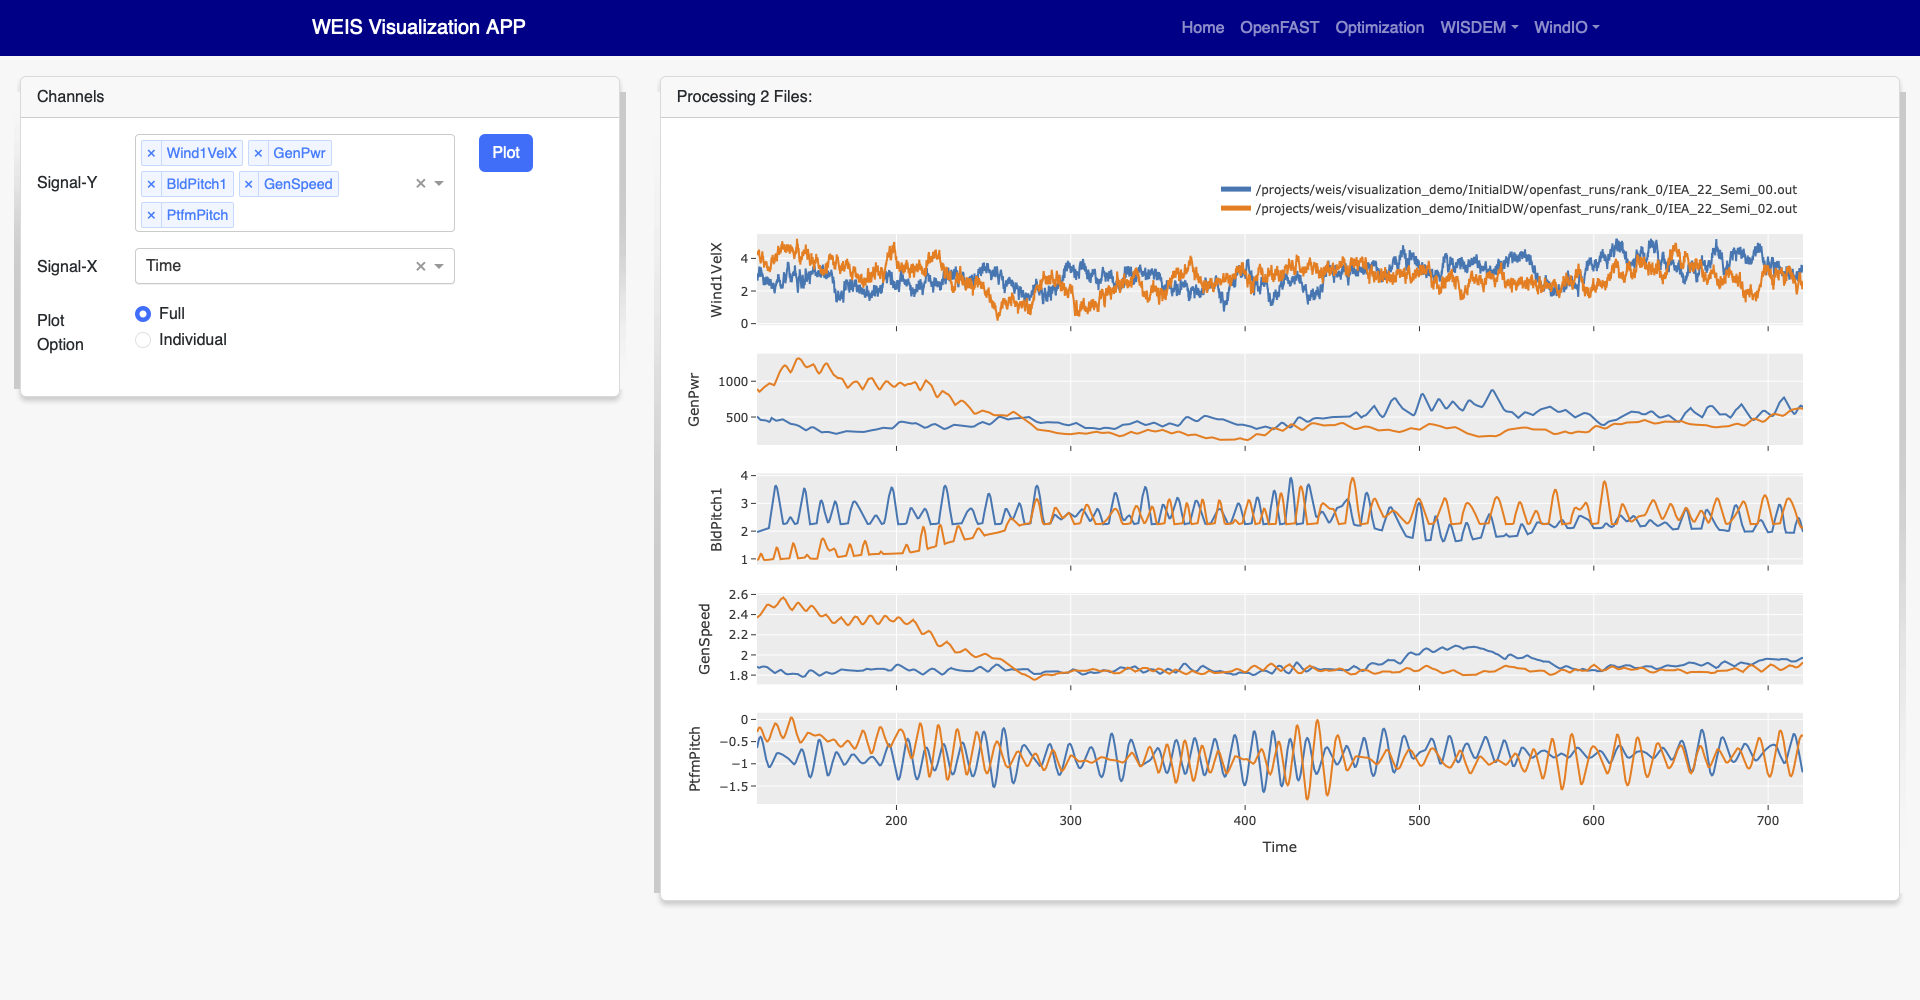 WEIS Visualization APP
Home OpenFAST Optimization WISDEM WindIO
Channels
Signal-Y
× Wind1VelX × GenPwr
× BldPitch1 × GenSpeed
× PtfmPitch
×
Plot
Signal-X
Time ×
Plot
Option
Full
Individual
Processing 2 Files:
/projects/weis/visualization_demo/InitialDW/openfast_runs/rank_0/IEA_22_Semi_00.out
/projects/weis/visualization_demo/InitialDW/openfast_runs/rank_0/IEA_22_Semi_02.out
Wind1VelX
4
2
0
GenPwr
1000
500
BldPitch1
4
3
2
1
GenSpeed
2.6
2.4
2.2
2
1.8
PtfmPitch
0
−0.5
−1
−1.5
200 300 400 500 600 700
Time